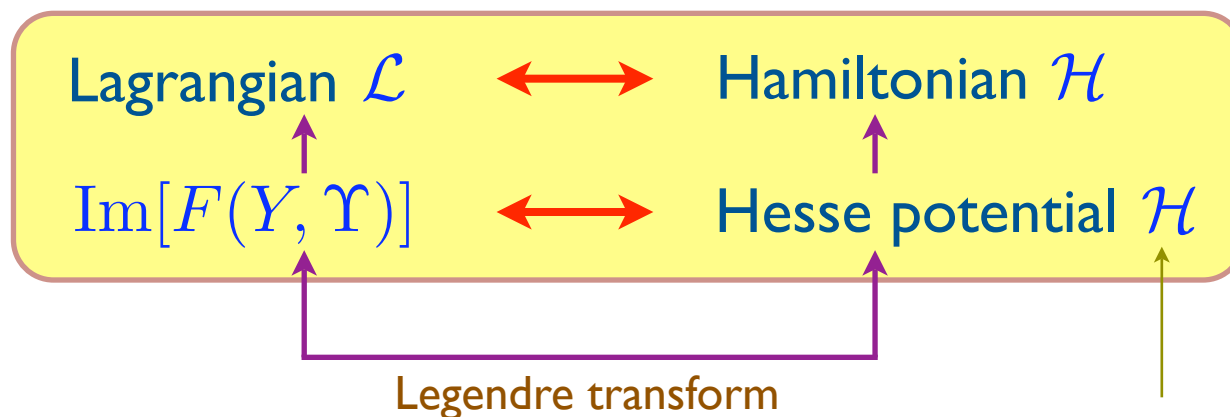 Lagrangian ℒ ↔ Hamiltonian ℋ
Im[F(Y, Υ)] ↔ Hesse potential ℋ
Legendre transform